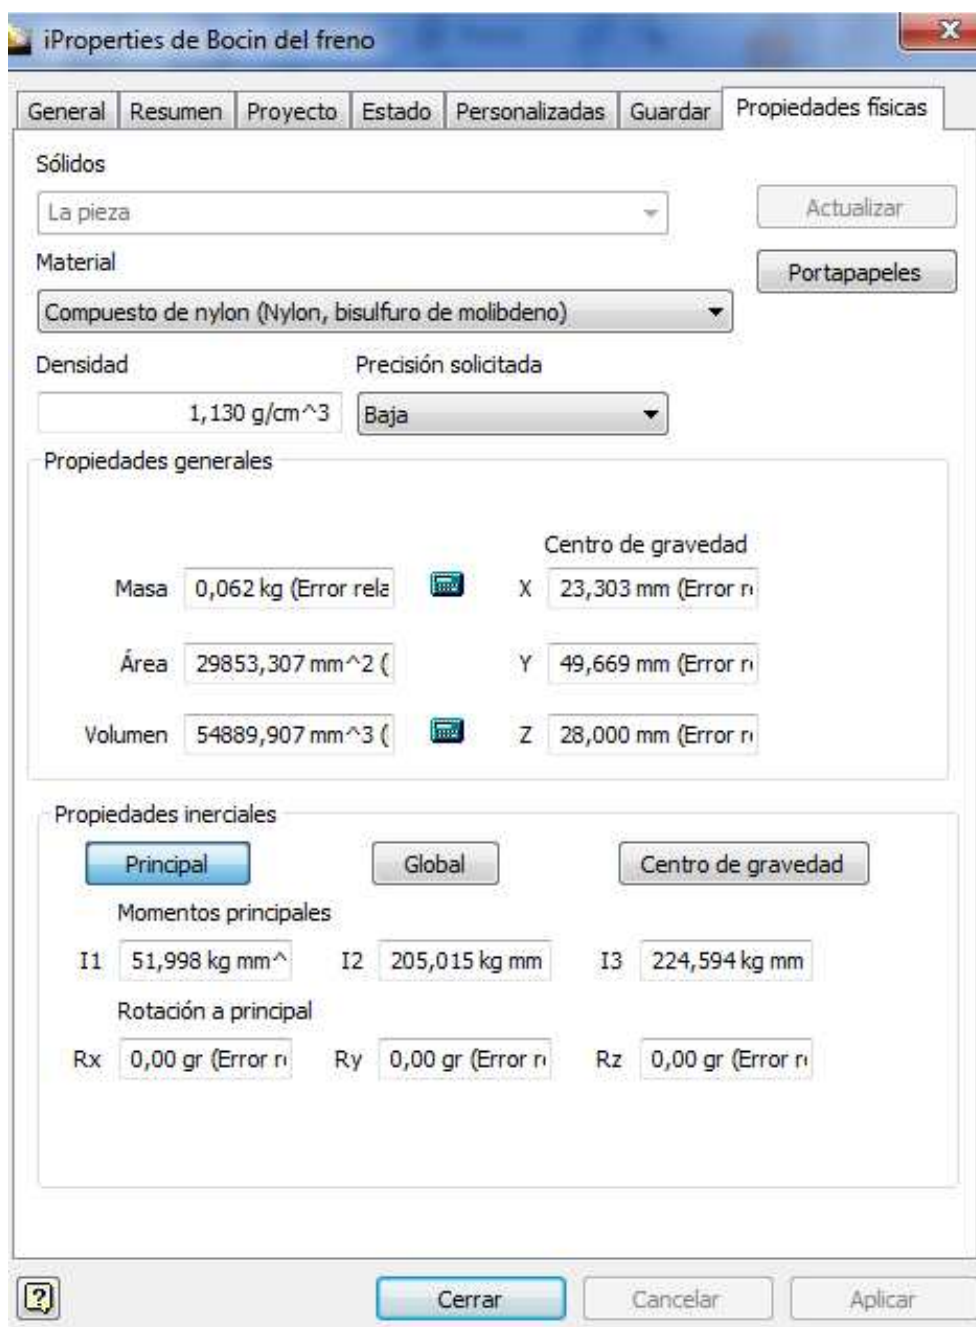 iProperties de Bocin del freno
General Resumen Proyecto Estado Personalizadas Guardar Propiedades físicas
Sólidos
La pieza Actualizar
Material Portapapeles
Compuesto de nylon (Nylon, bisulfuro de molibdeno)
Densidad Precisión solicitada
1,130 g/cm^3 Baja
Propiedades generales
Centro de gravedad
Masa 0,062 kg (Error rela X 23,303 mm (Error r
Área 29853,307 mm^2 ( Y 49,669 mm (Error r
Volumen 54889,907 mm^3 ( Z 28,000 mm (Error r
Propiedades inerciales
Principal Global Centro de gravedad
Momentos principales
I1 51,998 kg mm^ I2 205,015 kg mm I3 224,594 kg mm
Rotación a principal
Rx 0,00 gr (Error r Ry 0,00 gr (Error r Rz 0,00 gr (Error r
? Cerrar Cancelar Aplicar